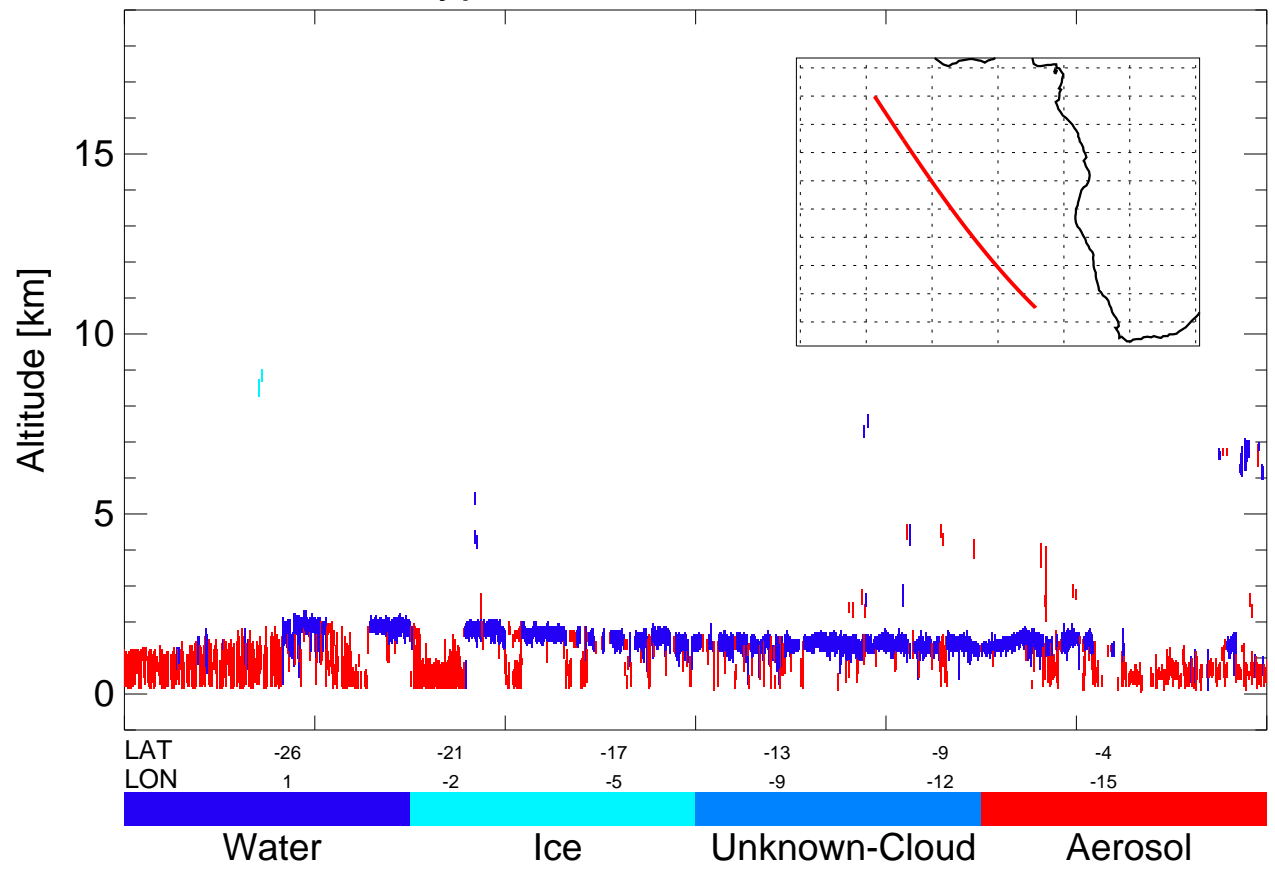 15
10
5
0
Altitude [km]
LAT -26 -21 -17 -13 -9 -4
LON 1 -2 -5 -9 -12 -15
Water Ice Unknown-Cloud Aerosol